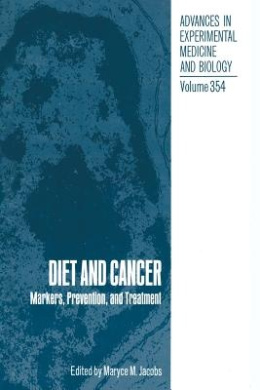 ADVANCES IN
EXPERIMENTAL
MEDICINE
AND BIOLOGY
Volume 354
DIET AND CANCER
Markers, Prevention, and Treatment
Edited by Maryce M. Jacobs